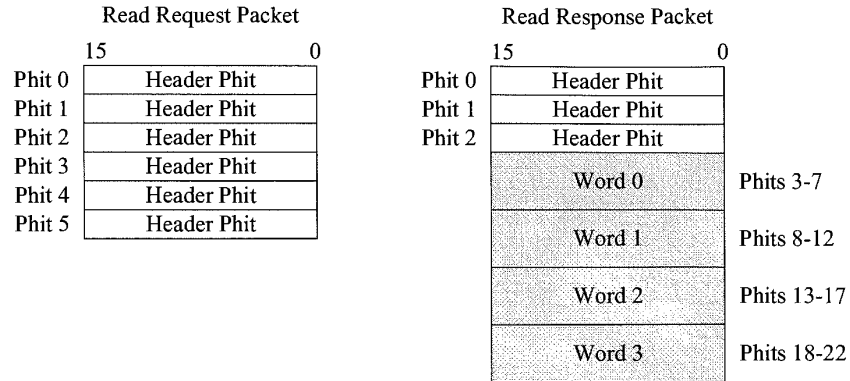 Read Request Packet
15 0
Phit 0 Header Phit
Phit 1 Header Phit
Phit 2 Header Phit
Phit 3 Header Phit
Phit 4 Header Phit
Phit 5 Header Phit
Read Response Packet
15 0
Phit 0 Header Phit
Phit 1 Header Phit
Phit 2 Header Phit
Word 0 Phits 3-7
Word 1 Phits 8-12
Word 2 Phits 13-17
Word 3 Phits 18-22